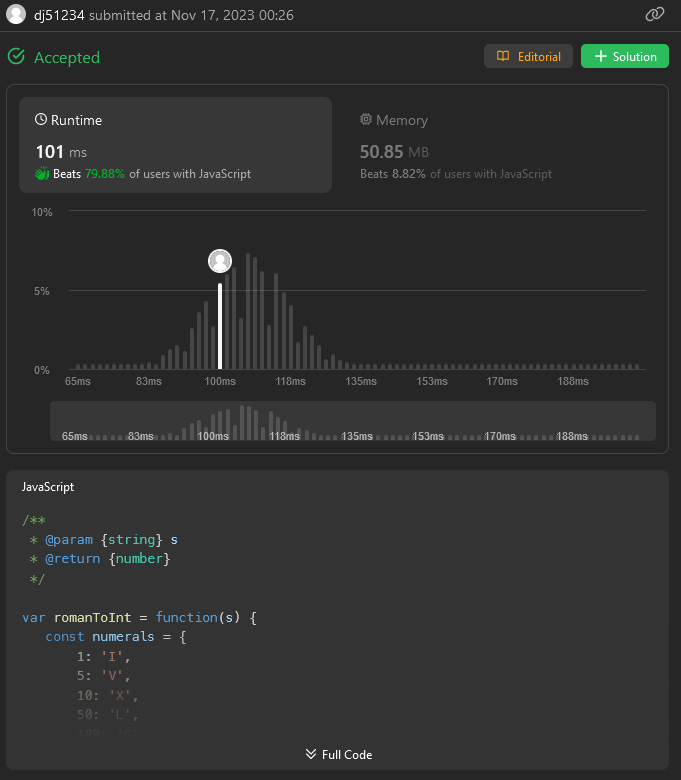 dj51234 submitted at Nov 17, 2023 00:26
Accepted
Editorial
Solution
Runtime
101 ms
Beats 79.88% of users with JavaScript
Memory
50.85 MB
Beats 8.82% of users with JavaScript
10%
5%
0%
65ms 83ms 100ms 118ms 135ms 153ms 170ms 188ms
65ms 83ms 100ms 118ms 135ms 153ms 170ms 188ms
JavaScript
/**
* @param {string} s
* @return {number}
*/
var romanToInt = function(s) {
const numerals = {
1: 'I',
5: 'V',
10: 'X',
50: 'L',
Full Code